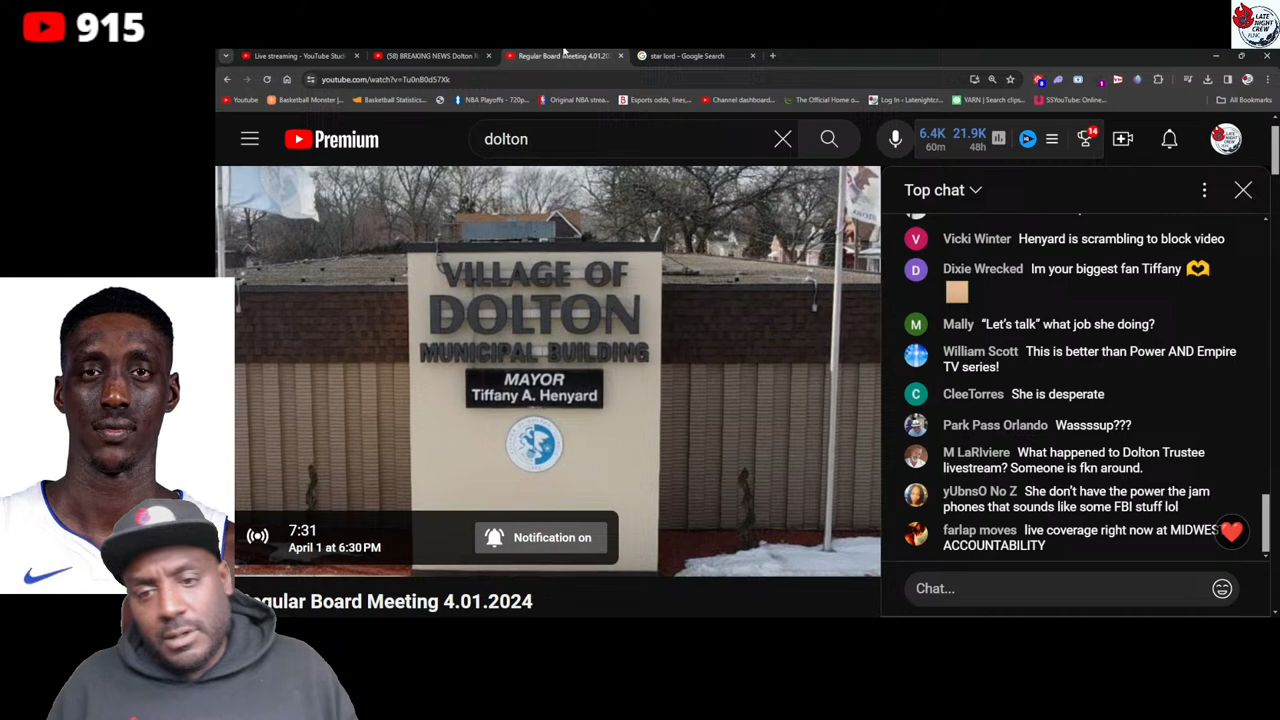 915
LATE
NIGHT
CREW
Live streaming - YouTube Stud
(58) BREAKING NEWS Dolton
Regular Board Meeting 4.01.202
star lord - Google Search
youtube.com/watch?v=Tu0nB0d57Xk
YouTube
Basketball Monster |
Basketball Statistics...
NBA Playoffs - 720p...
Original NBA strea...
Esports odds, lines,...
Channel dashboard...
The Official Home o...
Log In ‹ Latenightcr...
YARN | Search clips...
SSYouTube: Online...
All Bookmarks
Premium
dolton
6.4K 21.9K
60m 48h
14
VILLAGE OF
DOLTON
MUNICIPAL BUILDING
MAYOR
Tiffany A. Henyard
7:31
April 1 at 6:30 PM
Notification on
egular Board Meeting 4.01.2024
Top chat
Vicki Winter Henyard is scrambling to block video
Dixie Wrecked Im your biggest fan Tiffany
Mally “Let's talk” what job she doing?
William Scott This is better than Power AND Empire
TV series!
CleeTorres She is desperate
Park Pass Orlando Wasssssup???
M LaRIviere What happened to Dolton Trustee
livestream? Someone is fkn around.
yUbnsO No Z She don't have the power the jam
phones that sounds like some FBI stuff lol
farlap moves live coverage right now at MIDWES
ACCOUNTABILITY
Chat...